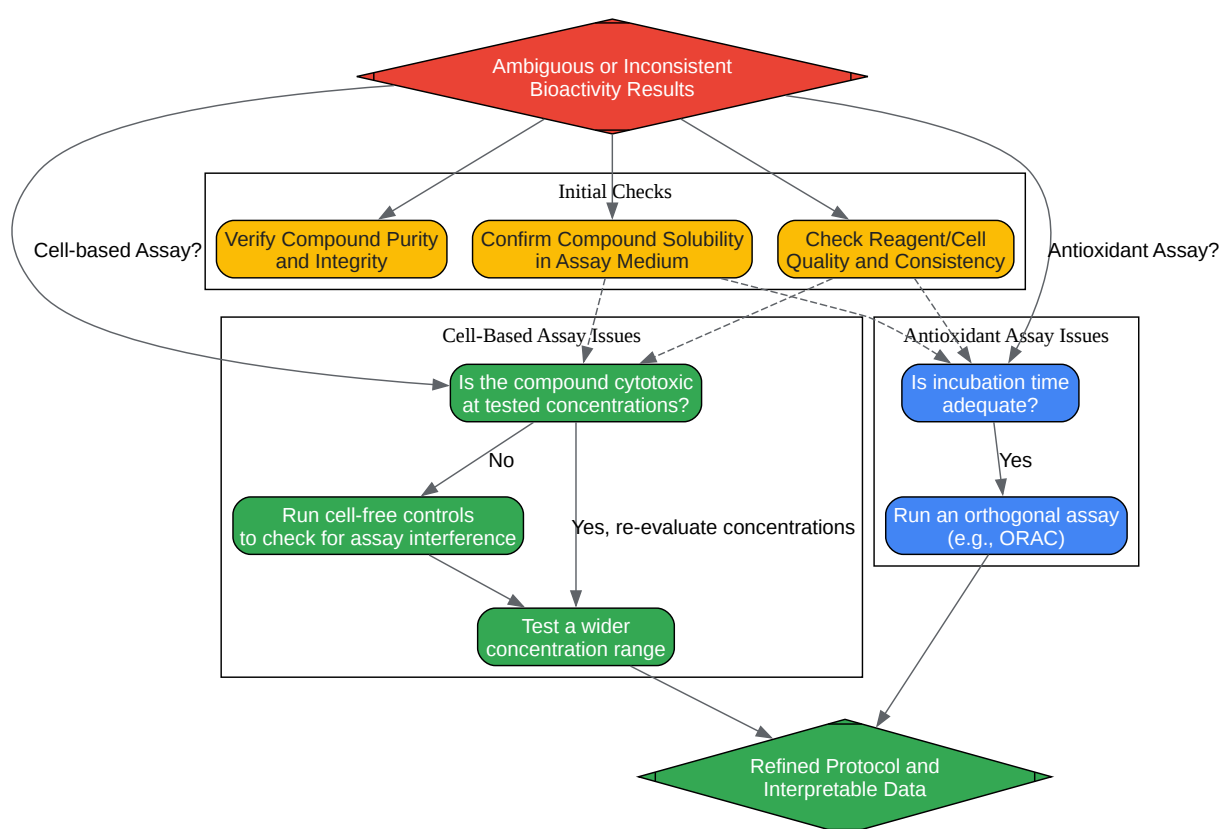 Ambiguous or Inconsistent
Bioactivity Results
Initial Checks
Cell-based Assay?
Verify Compound Purity
and Integrity
Confirm Compound Solubility
in Assay Medium
Check Reagent/Cell
Quality and Consistency
Antioxidant Assay?
Cell-Based Assay Issues
Antioxidant Assay Issues
Is the compound cytotoxic
at tested concentrations?
Is incubation time
adequate?
No
Yes
Run cell-free controls
to check for assay interference
Yes, re-evaluate concentrations
Run an orthogonal assay
(e.g., ORAC)
Test a wider
concentration range
Refined Protocol and
Interpretable Data